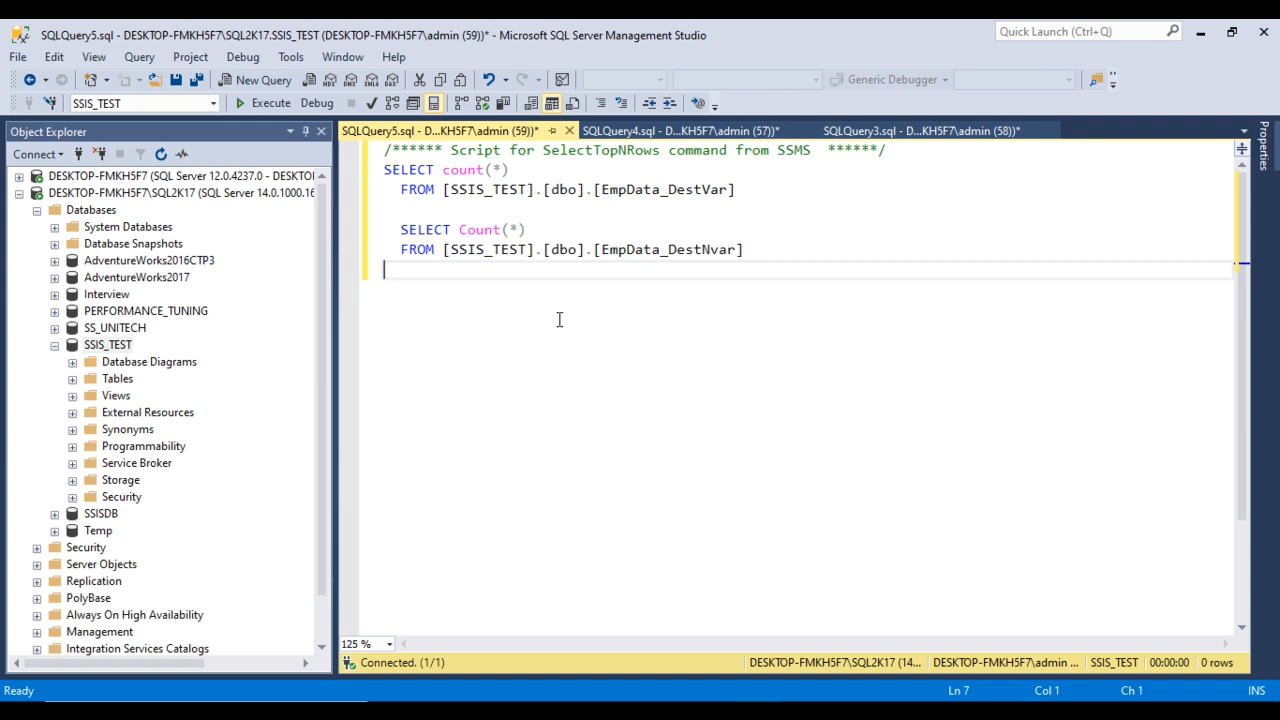 SQLQuery5.sql - DESKTOP-FMKH5F7\SQL2K17.SSIS_TEST (DESKTOP-FMKH5F7\admin (59))* - Microsoft SQL Server Management Studio
Quick Launch (Ctrl+Q)
File Edit View Query Project Debug Tools Window Help
New Query
MDX DMX XMLA DAX
Generic Debugger
SSIS_TEST
Execute
Debug
Object Explorer
SQLQuery5.sql - D...KH5F7\admin (59))*
SQLQuery4.sql - D...KH5F7\admin (57))*
SQLQuery3.sql - D...KH5F7\admin (58))*
Properties
Connect
DESKTOP-FMKH5F7 (SQL Server 12.0.4237.0 - DESKTO
DESKTOP-FMKH5F7\SQL2K17 (SQL Server 14.0.1000.16
Databases
System Databases
Database Snapshots
AdventureWorks2016CTP3
AdventureWorks2017
Interview
PERFORMANCE_TUNING
SS_UNITECH
SSIS_TEST
Database Diagrams
Tables
Views
External Resources
Synonyms
Programmability
Service Broker
Storage
Security
SSISDB
Temp
Security
Server Objects
Replication
PolyBase
Always On High Availability
Management
Integration Services Catalogs
/****** Script for SelectTopNRows command from SSMS ******/
SELECT count(*)
FROM [SSIS_TEST].[dbo].[EmpData_DestVar]
SELECT Count(*)
FROM [SSIS_TEST].[dbo].[EmpData_DestNvar]
125 %
Connected. (1/1)
DESKTOP-FMKH5F7\SQL2K17 (14...
DESKTOP-FMKH5F7\admin ...
SSIS_TEST
00:00:00
0 rows
Ready
Ln 7
Col 1
Ch 1
INS